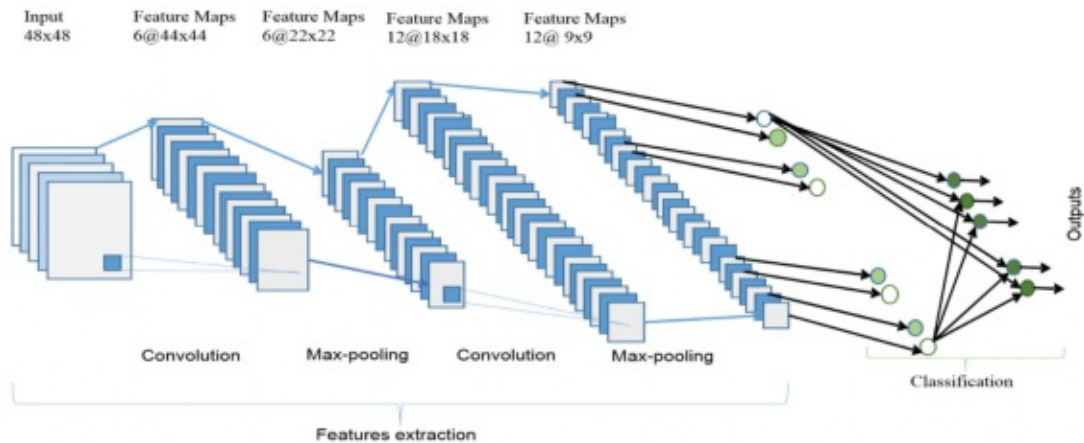 Input
48x48
Feature Maps
6@44x44
Feature Maps
6@22x22
Feature Maps
12@18x18
Feature Maps
12@ 9x9
Outputs
Convolution
Max-pooling
Convolution
Max-pooling
Classification
Features extraction